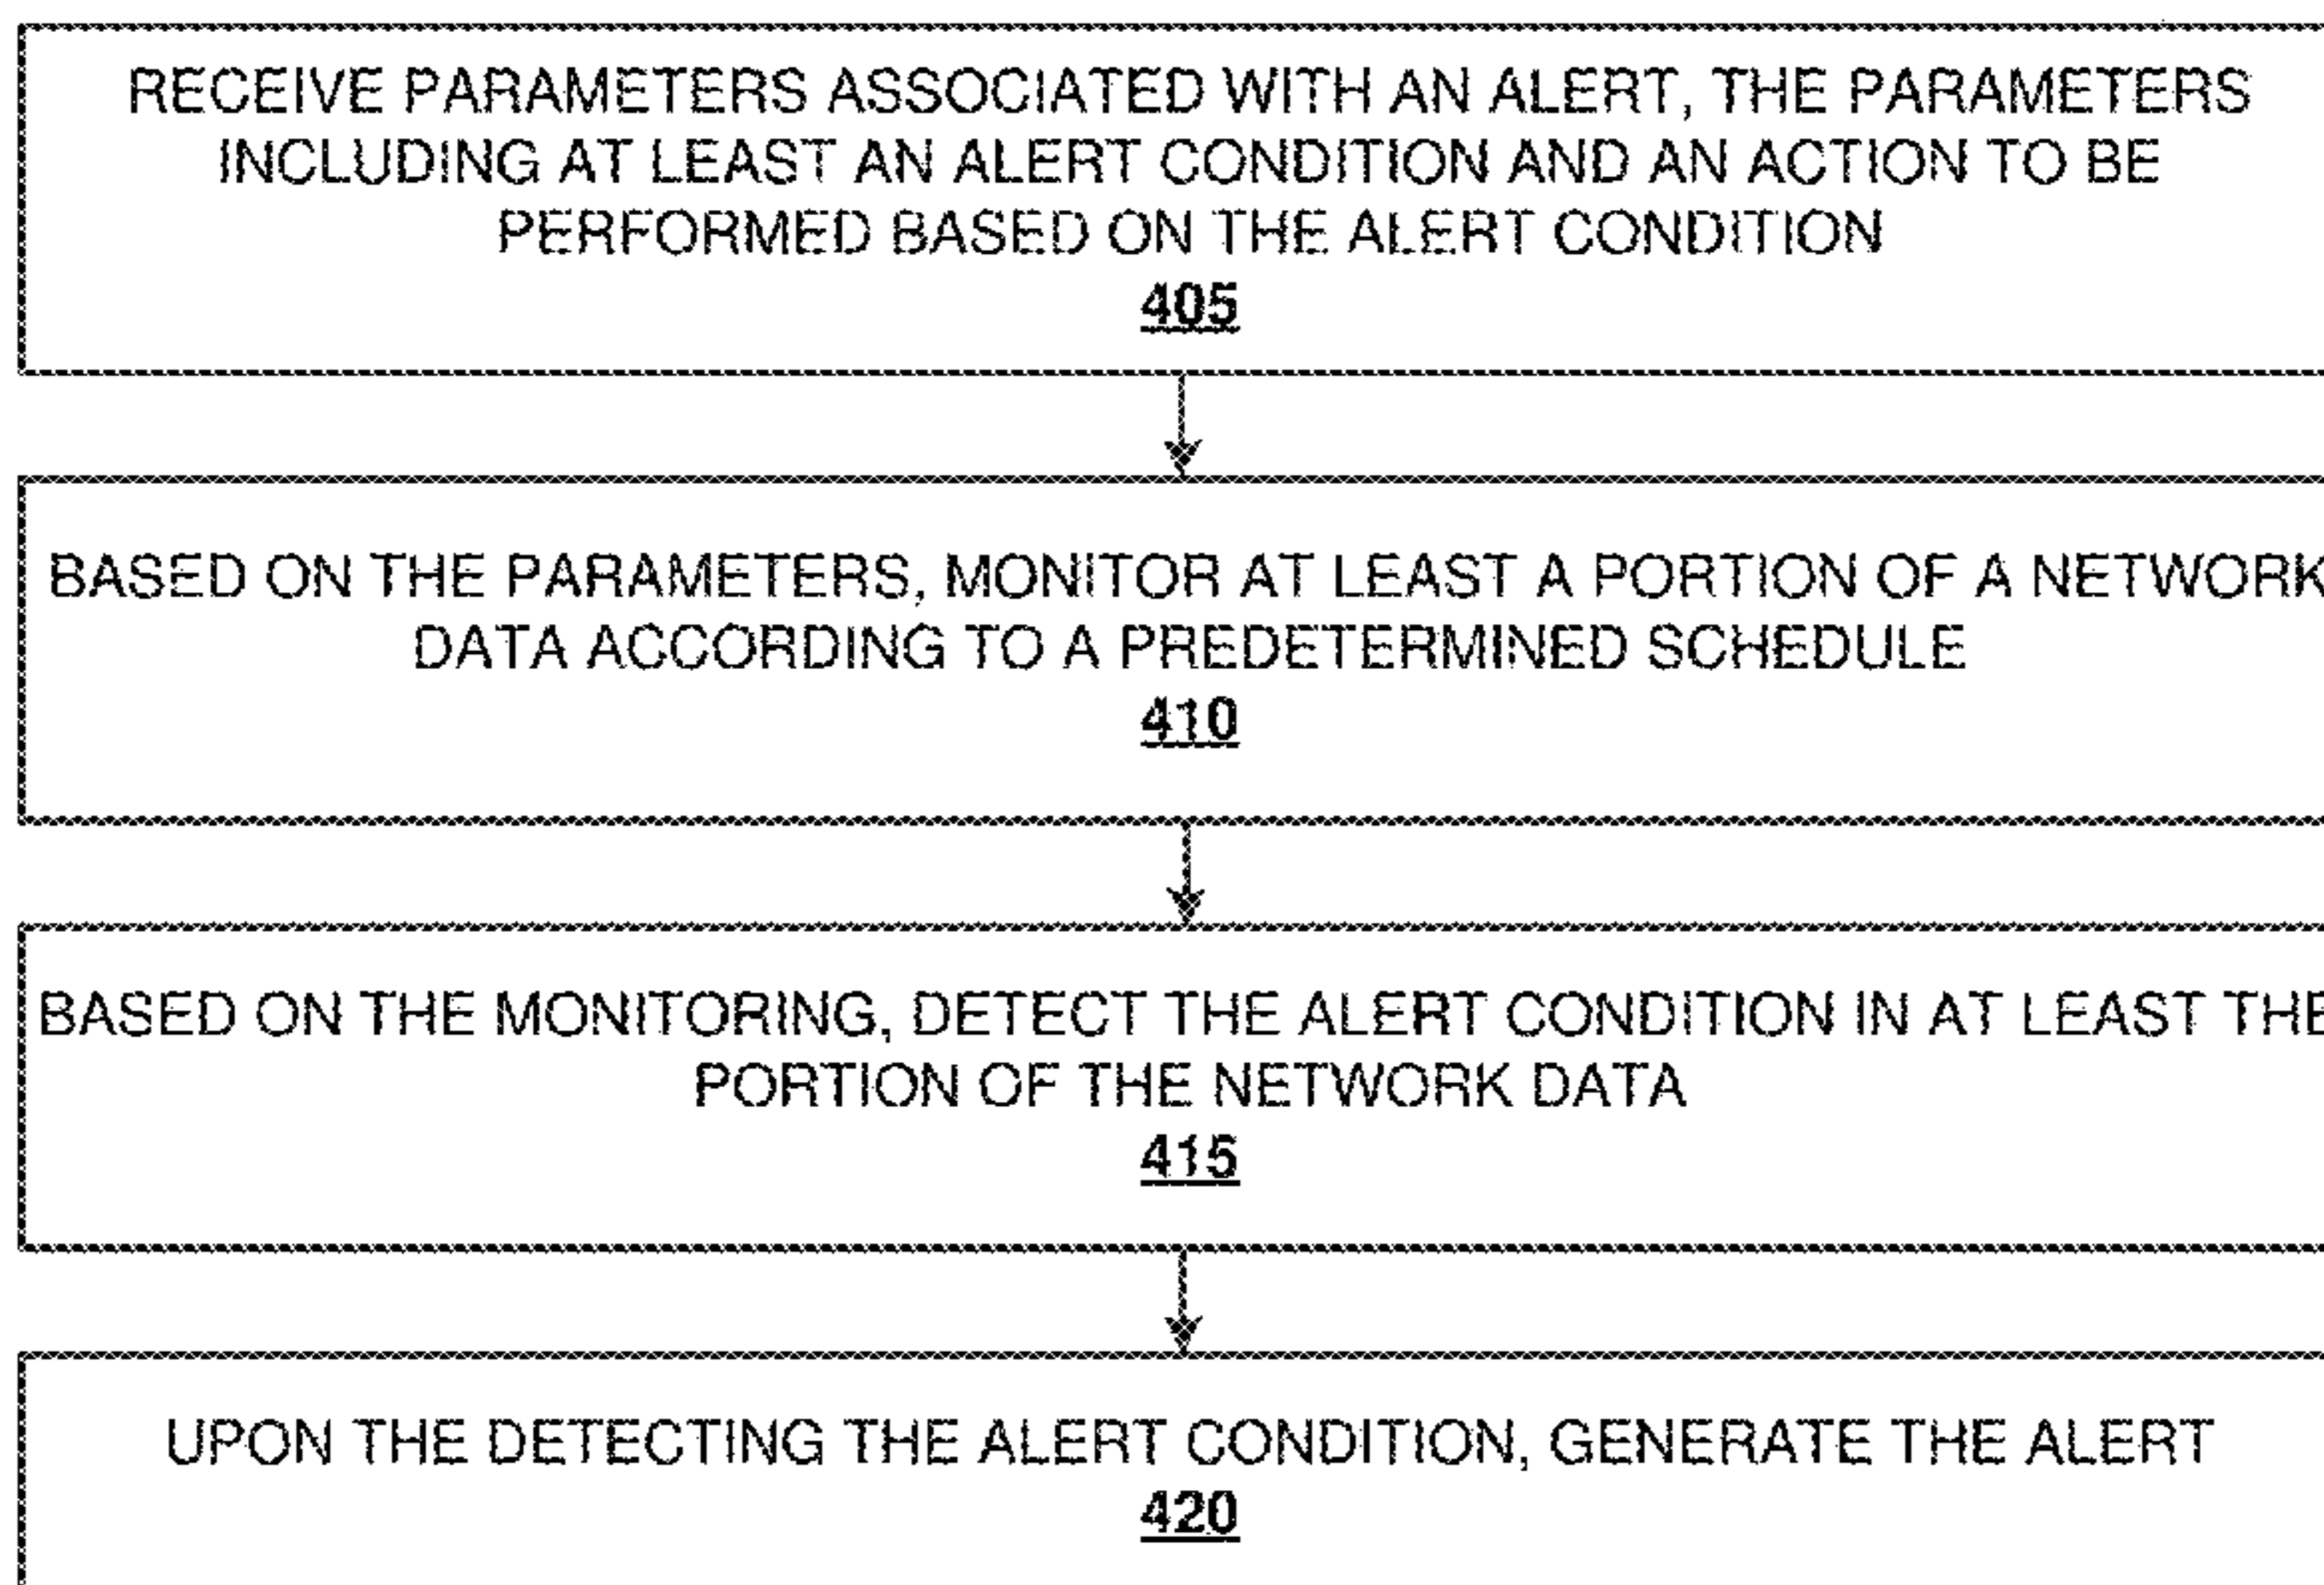 RECEIVE PARAMETERS ASSOCIATED WITH AN ALERT, THE PARAMETERS
INCLUDING AT LEAST AN ALERT CONDITION AND AN ACTION TO BE
PERFORMED BASED ON THE ALERT CONDITION
405
BASED ON THE PARAMETERS, MONITOR AT LEAST A PORTION OF A NETWORK
DATA ACCORDING TO A PREDETERMINED SCHEDULE
410
BASED ON THE MONITORING, DETECT THE ALERT CONDITION IN AT LEAST THE
PORTION OF THE NETWORK DATA
415
UPON THE DETECTING THE ALERT CONDITION, GENERATE THE ALERT
420